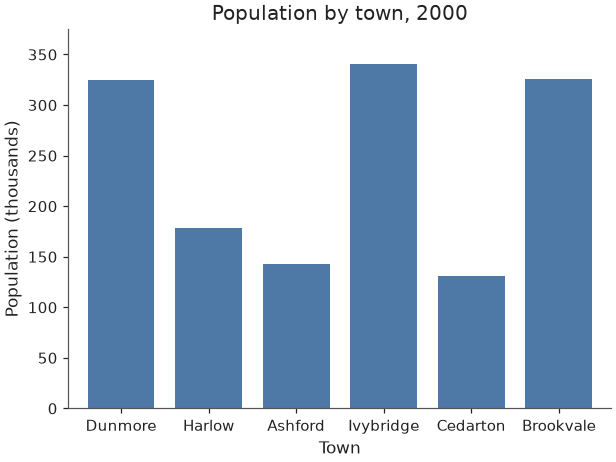 Population by town, 2000
Population (thousands)
350
300
250
200
150
100
50
0
Dunmore Harlow Ashford Ivybridge Cedarton Brookvale
Town